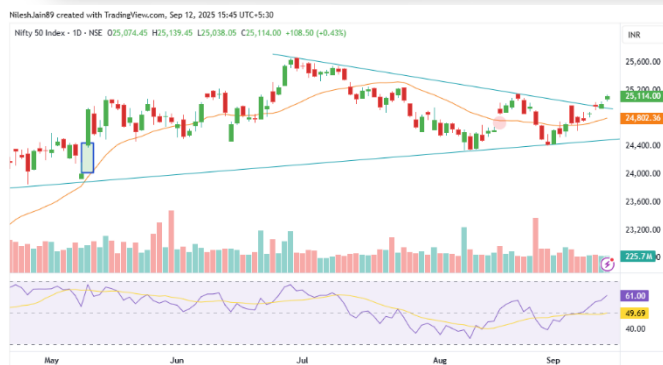 NileshJain89 created with TradingView.com, Sep 12, 2025 15:45 UTC+5:30
Nifty 50 Index · 1D · NSE O25,074.45 H25,139.45 L25,038.05 C25,114.00 +108.50 (+0.43%)
INR
25,600.00
25,200.00
25,114.00
24,802.36
24,400.00
24,000.00
23,600.00
23,200.00
225.7M
61.00
49.69
40.00
May Jun Jul Aug Sep